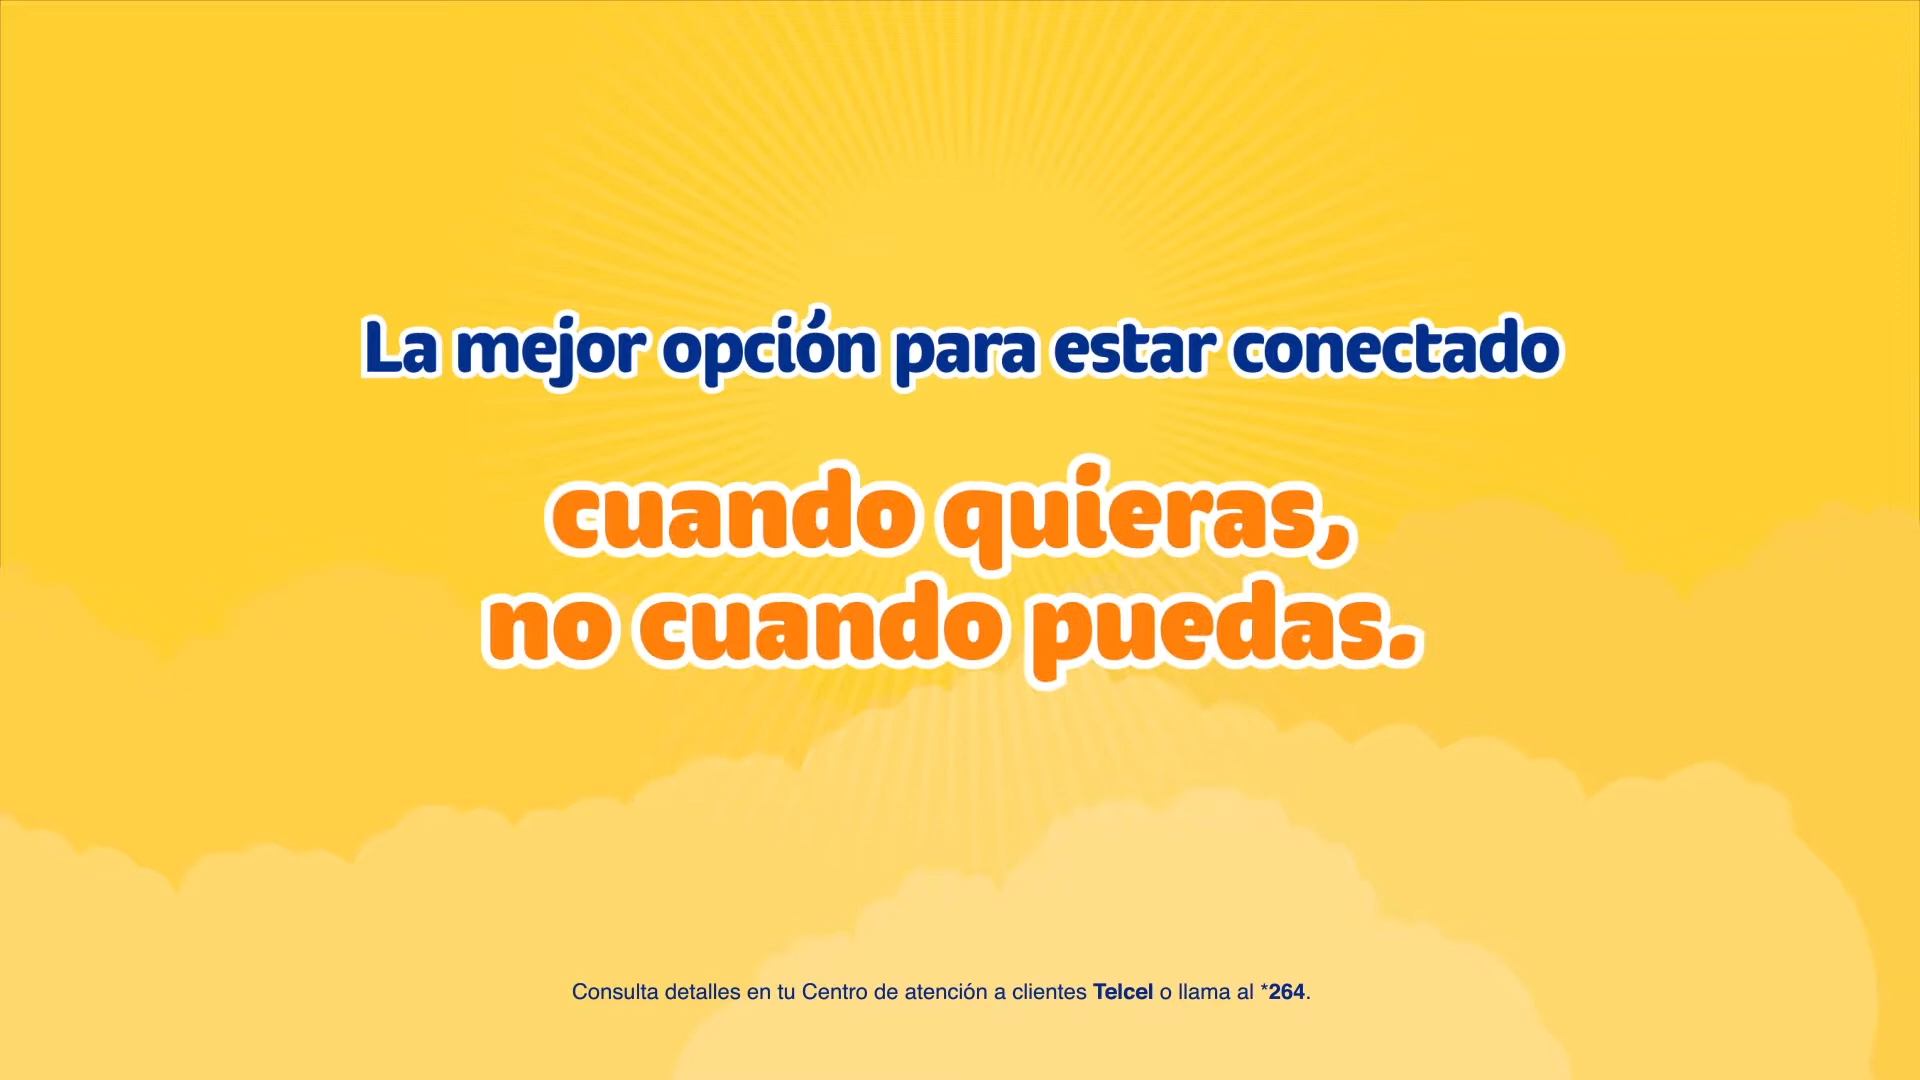 La mejor opción para estar conectado
cuando quieras,
no cuando puedas.
Consulta detalles en tu Centro de atención a clientes Telcel o llama al *264.